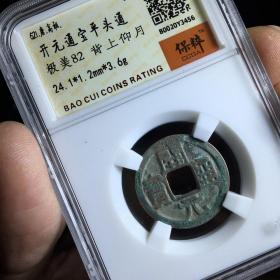 开元通宝平头通
极美82 背上仰月
24.1*1.2mm*3.6g
BAO CUI COINS RATING
B0020Y3456
保粹